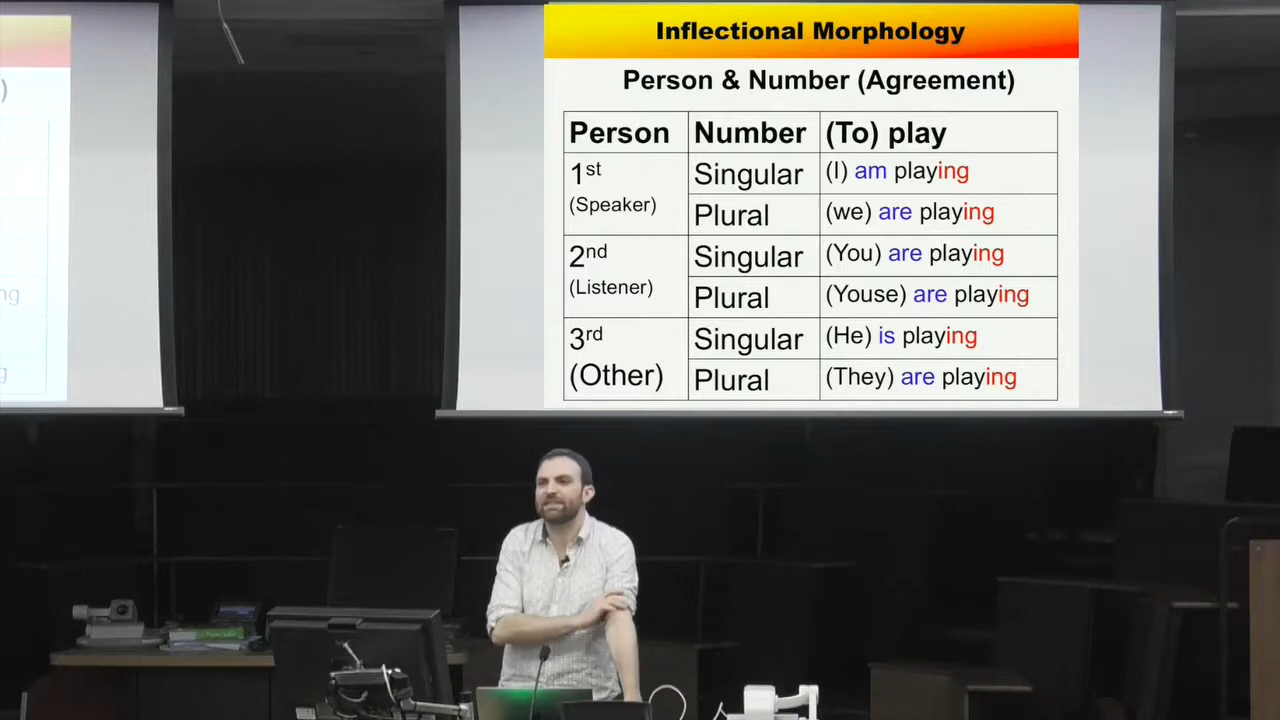 Inflectional Morphology
Person & Number (Agreement)
Person Number (To) play
1st Singular (I) am playing
(Speaker) Plural (we) are playing
2nd Singular (You) are playing
(Listener) Plural (Youse) are playing
3rd Singular (He) is playing
(Other) Plural (They) are playing
)
ng
g